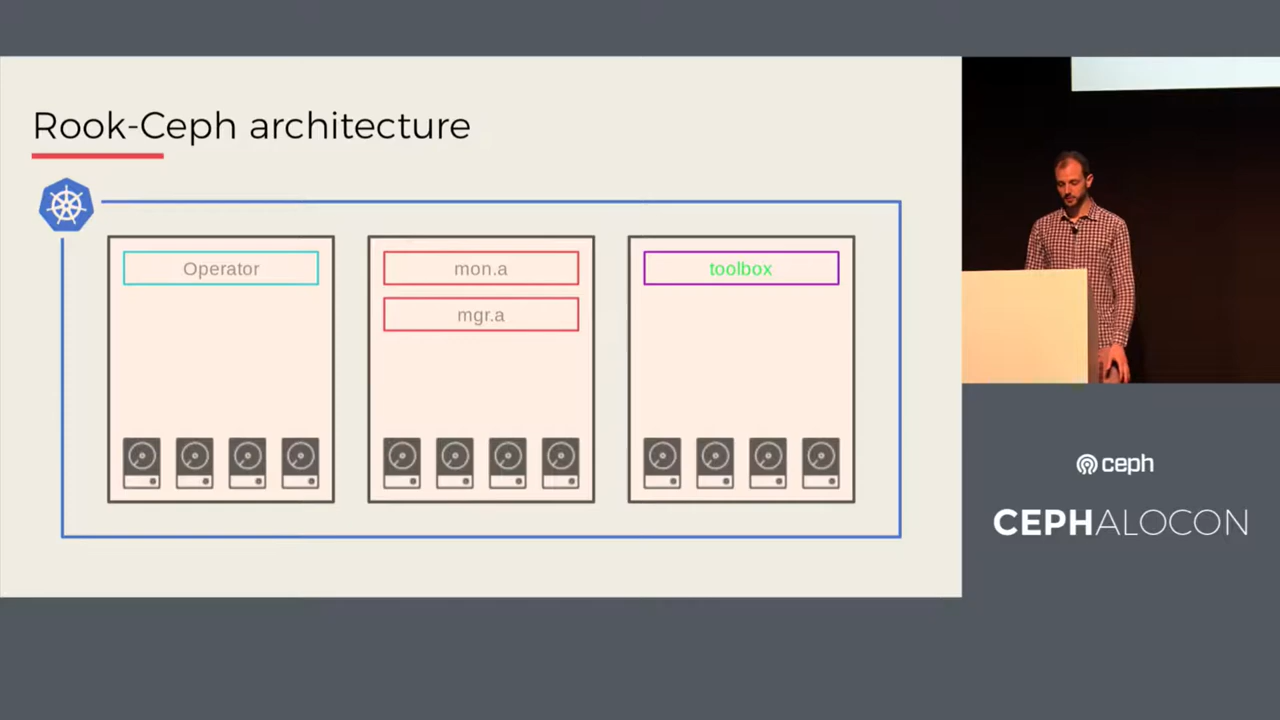 Rook-Ceph architecture
Operator
mon.a
toolbox
mgr.a
ceph
CEPHALOCON